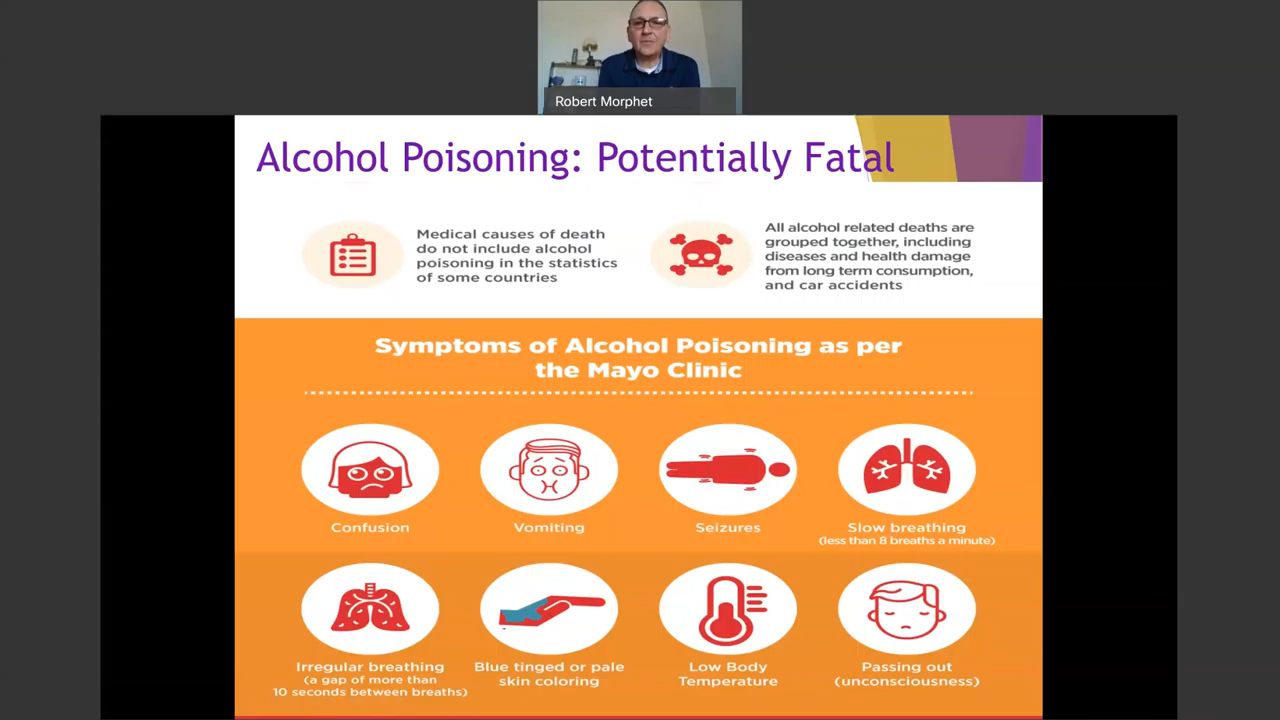 Robert Morphet
Alcohol Poisoning: Potentially Fatal
Medical causes of death
do not include alcohol
poisoning in the statistics
of some countries
All alcohol related deaths are
grouped together, including
diseases and health damage
from long term consumption,
and car accidents
Symptoms of Alcohol Poisoning as per
the Mayo Clinic
Confusion
Vomiting
Seizures
Slow breathing
(less than 8 breaths a minute)
Irregular breathing
(a gap of more than
10 seconds between breaths)
Blue tinged or pale
skin coloring
Low Body
Temperature
Passing out
(unconsciousness)